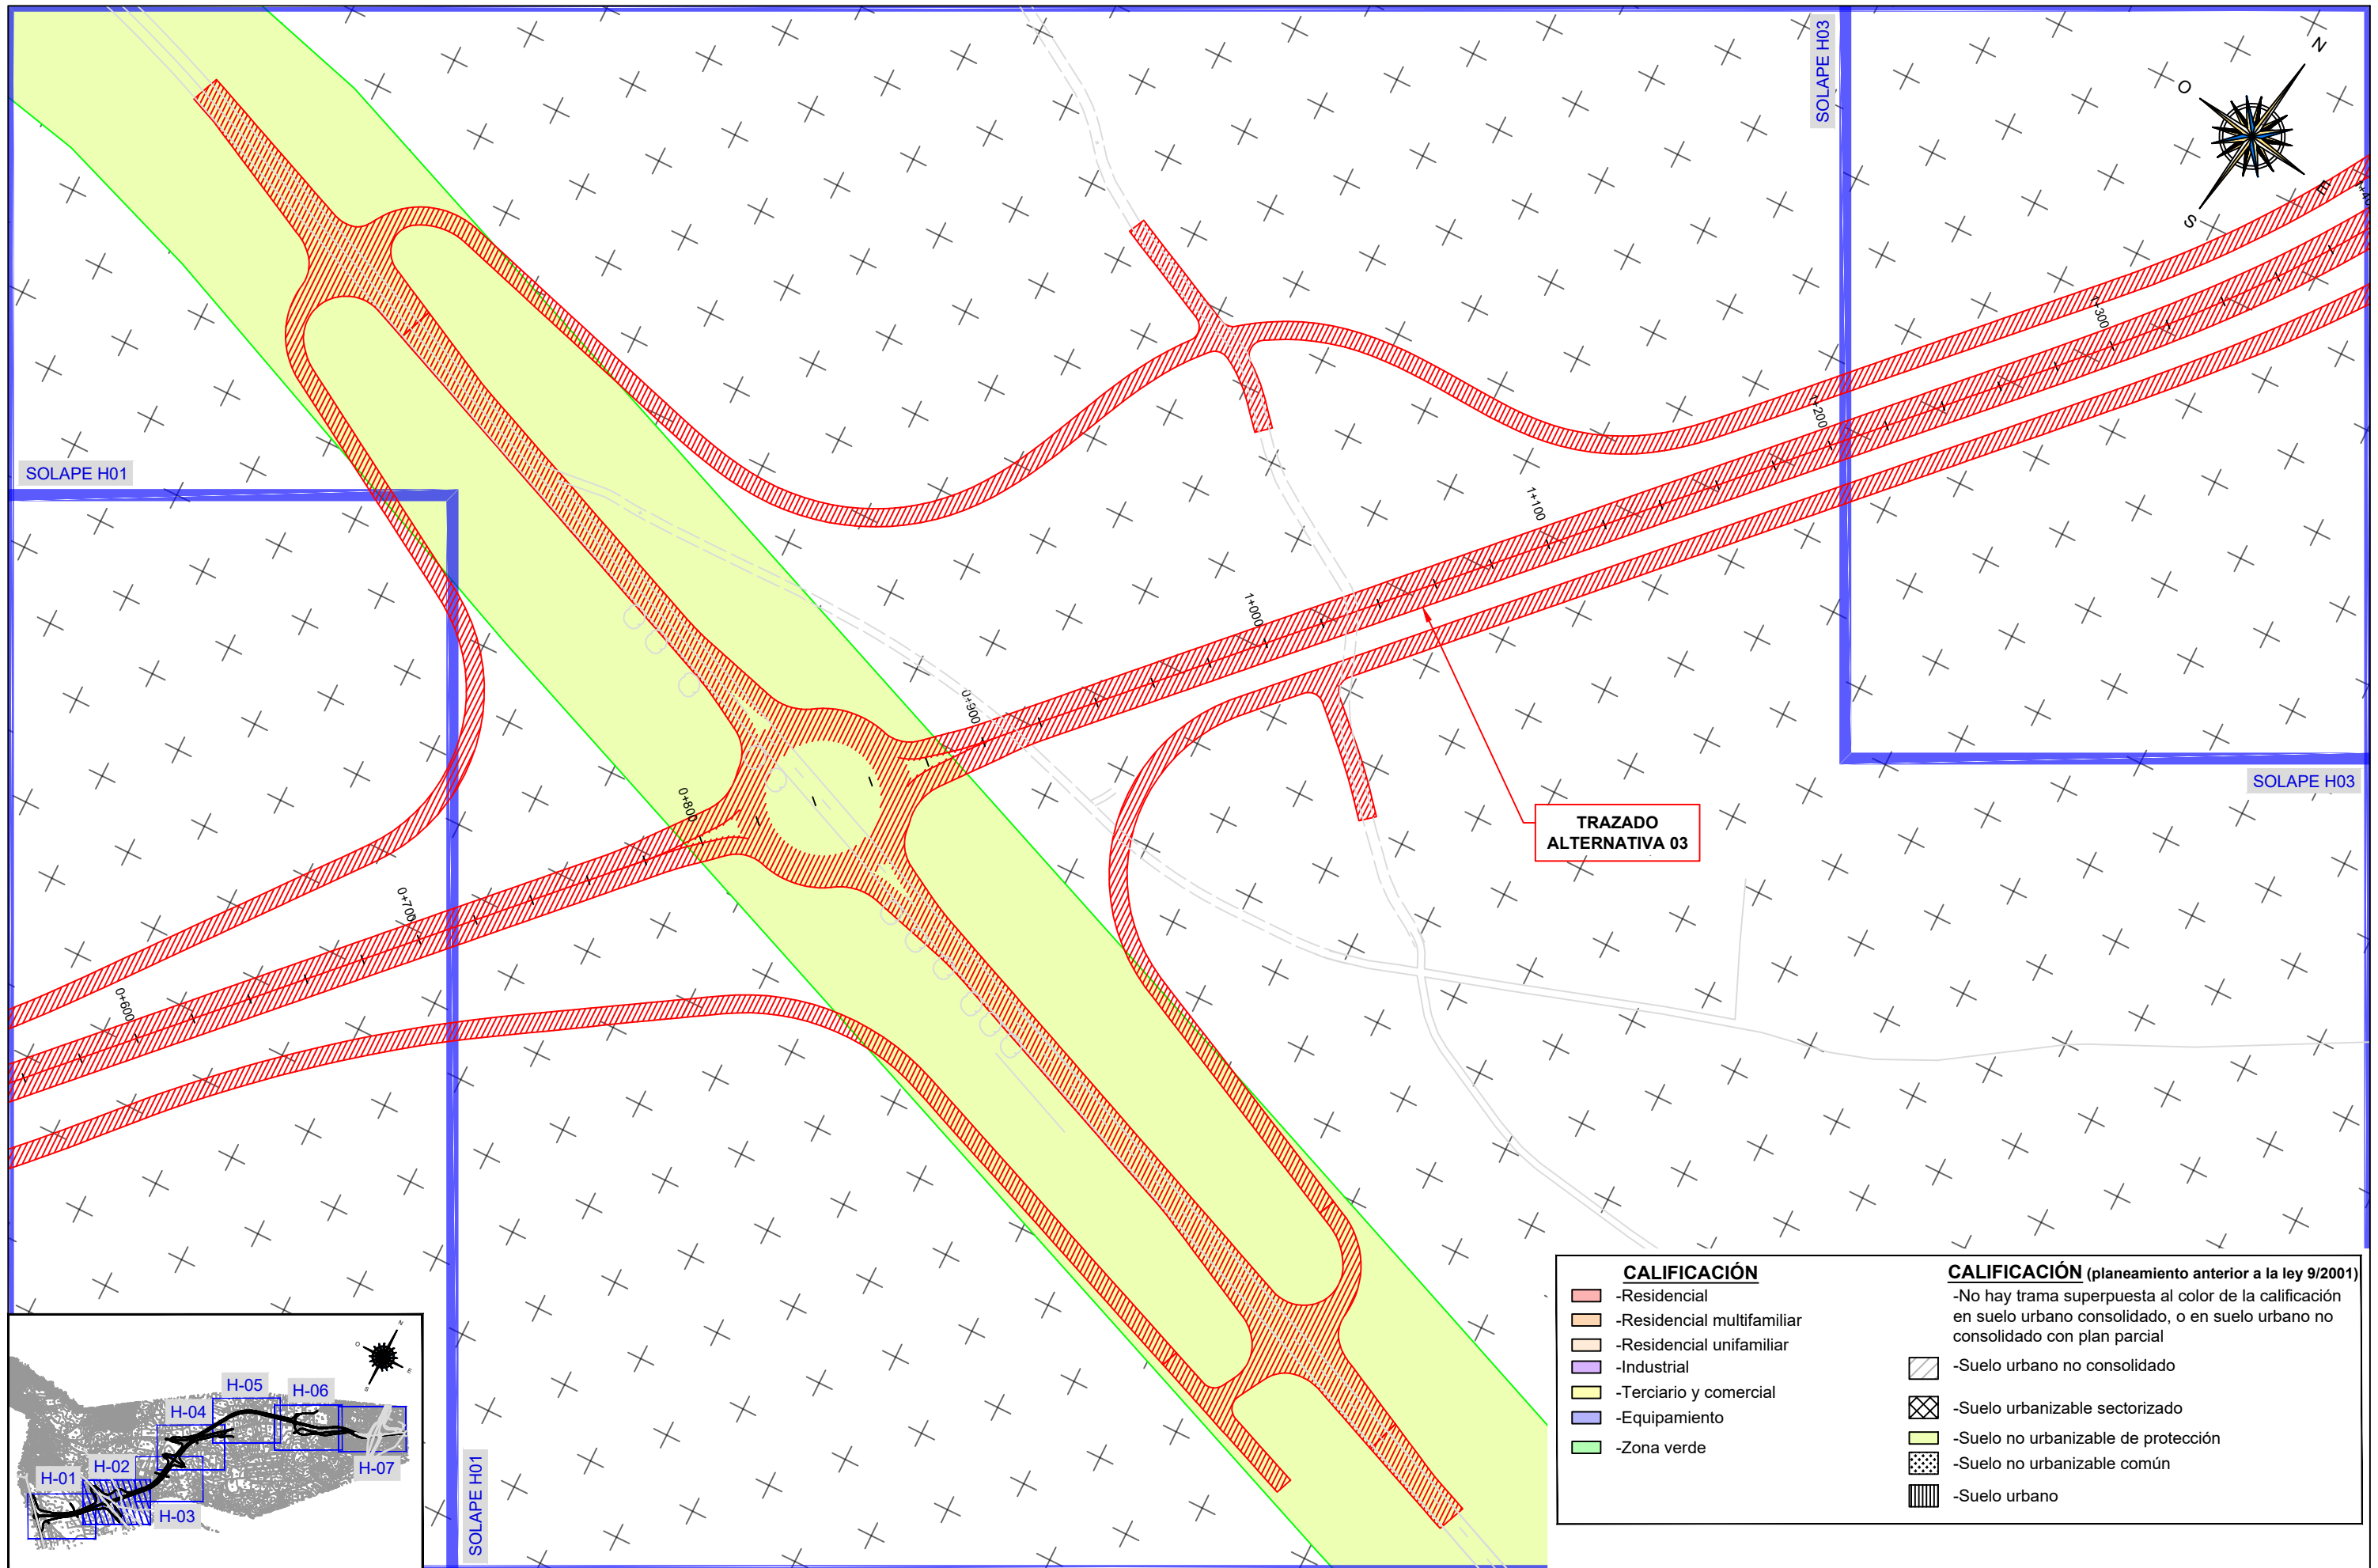 SOLAPE H03
N
O
E
S
1+300
1+200
SOLAPE H01
1+100
1+000
0+900
0+800
SOLAPE H03
TRAZADO
ALTERNATIVA 03
0+700
0+600
SOLAPE H01
N
O
E
S
H-05
H-06
H-04
H-02
H-01
H-07
H-03
CALIFICACIÓN
-Residencial
-Residencial multifamiliar
-Residencial unifamiliar
-Industrial
-Terciario y comercial
-Equipamiento
-Zona verde
CALIFICACIÓN (planeamiento anterior a la ley 9/2001)
-No hay trama superpuesta al color de la calificación
en suelo urbano consolidado, o en suelo urbano no
consolidado con plan parcial
-Suelo urbano no consolidado
-Suelo urbanizable sectorizado
-Suelo no urbanizable de protección
-Suelo no urbanizable común
-Suelo urbano